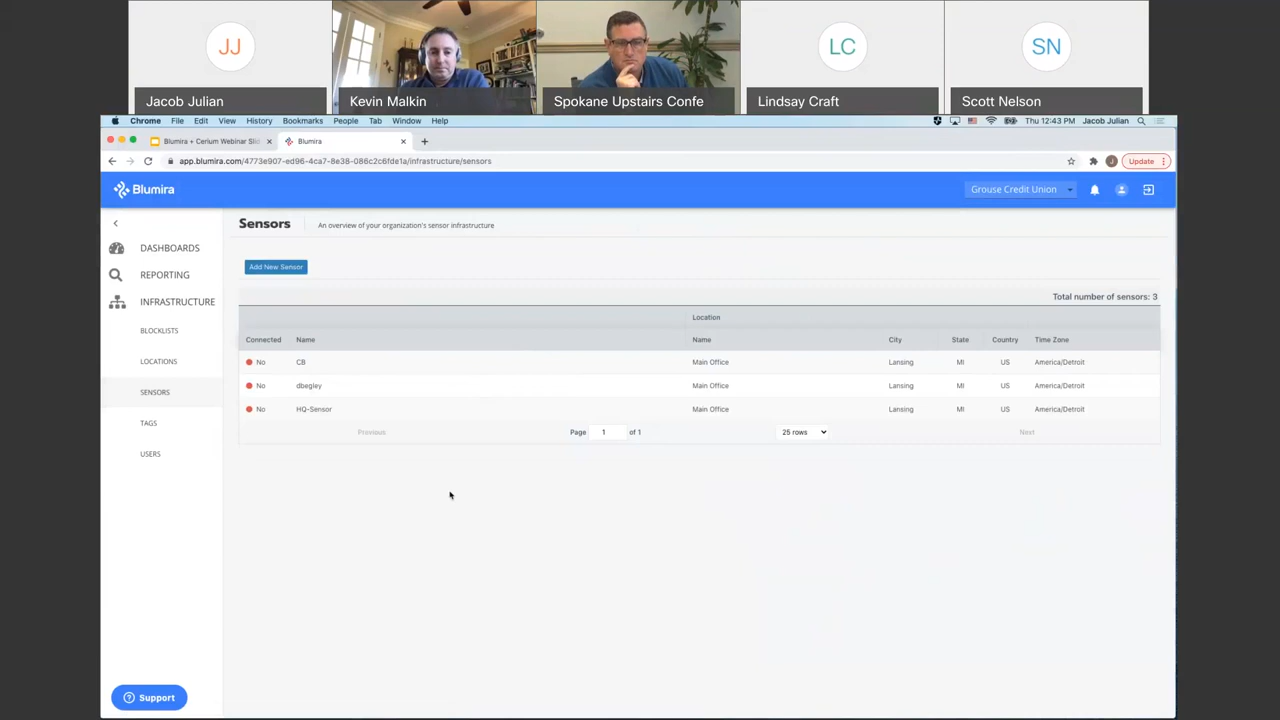 JJ
LC
SN
Jacob Julian
Kevin Malkin
Spokane Upstairs Confe
Lindsay Craft
Scott Nelson
Chrome File Edit View History Bookmarks People Tab Window Help Thu 12:43 PM Jacob Julian
Blumira + Cerium Webinar Slid Blumira
app.blumira.com/4773e907-ed96-4ca7-8e38-086c2c6fde1a/infrastructure/sensors Update
Blumira Grouse Credit Union
Sensors An overview of your organization's sensor infrastructure
DASHBOARDS
Add New Sensor
REPORTING
INFRASTRUCTURE
BLOCKLISTS
LOCATIONS
SENSORS
TAGS
USERS
Total number of sensors: 3
Location
Connected Name Name City State Country Time Zone
No CB Main Office Lansing MI US America/Detroit
No dbegley Main Office Lansing MI US America/Detroit
No HQ-Sensor Main Office Lansing MI US America/Detroit
Previous Page 1 of 1 25 rows Next
Support